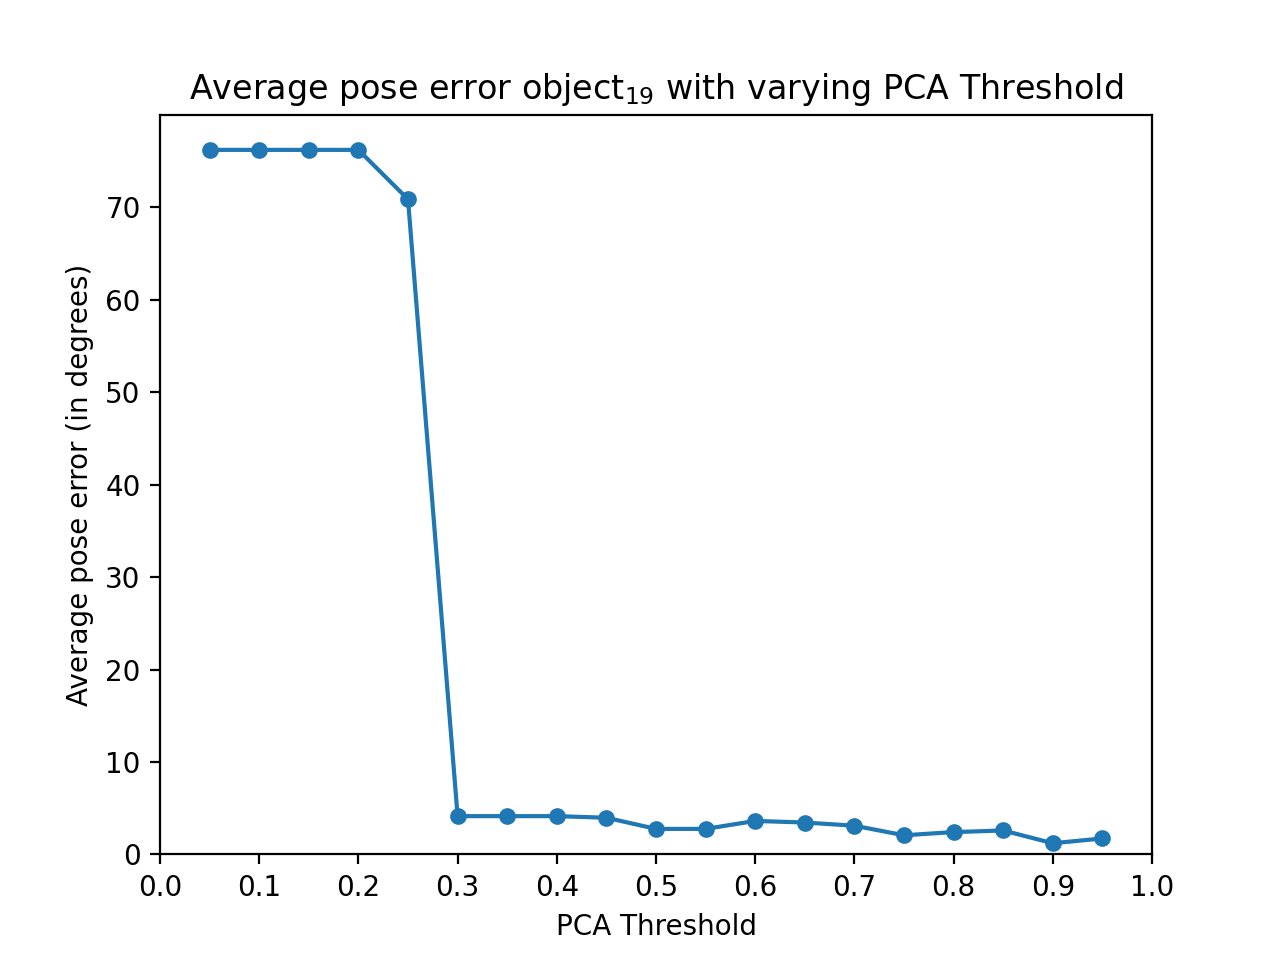 Average pose error object₁₉ with varying PCA Threshold
Average pose error (in degrees)
70
60
50
40
30
20
10
0
0.0 0.1 0.2 0.3 0.4 0.5 0.6 0.7 0.8 0.9 1.0
PCA Threshold